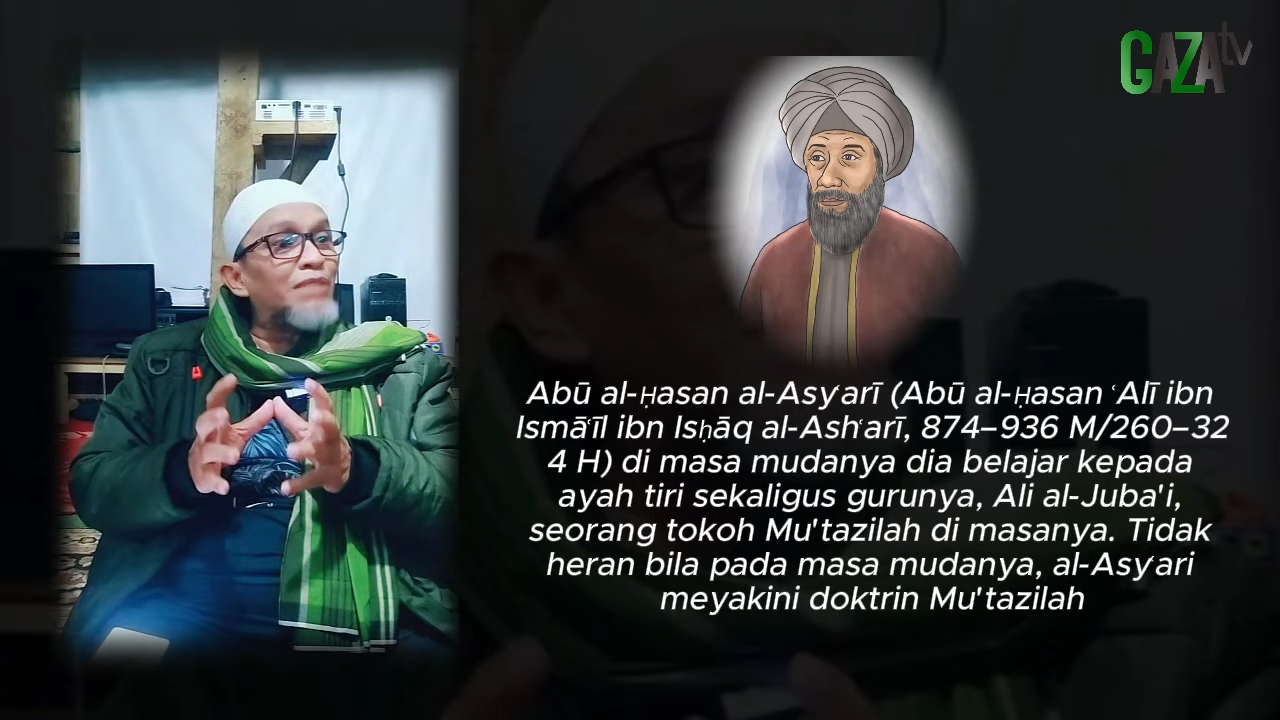 GAZA tv
Abū al-Ḥasan al-Asyʿarī (Abū al-Ḥasan ʿAlī ibn
Ismāʿīl ibn Isḥāq al-Ashʿarī, 874–936 M/260–32
4 H) di masa mudanya dia belajar kepada
ayah tiri sekaligus gurunya, Ali al-Juba'i,
seorang tokoh Mu'tazilah di masanya. Tidak
heran bila pada masa mudanya, al-Asyʿari
meyakini doktrin Mu'tazilah